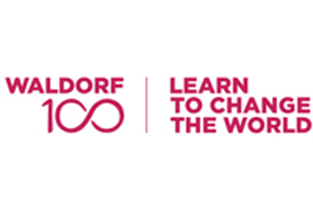 WALDORF
100
LEARN
TO CHANGE
THE WORLD